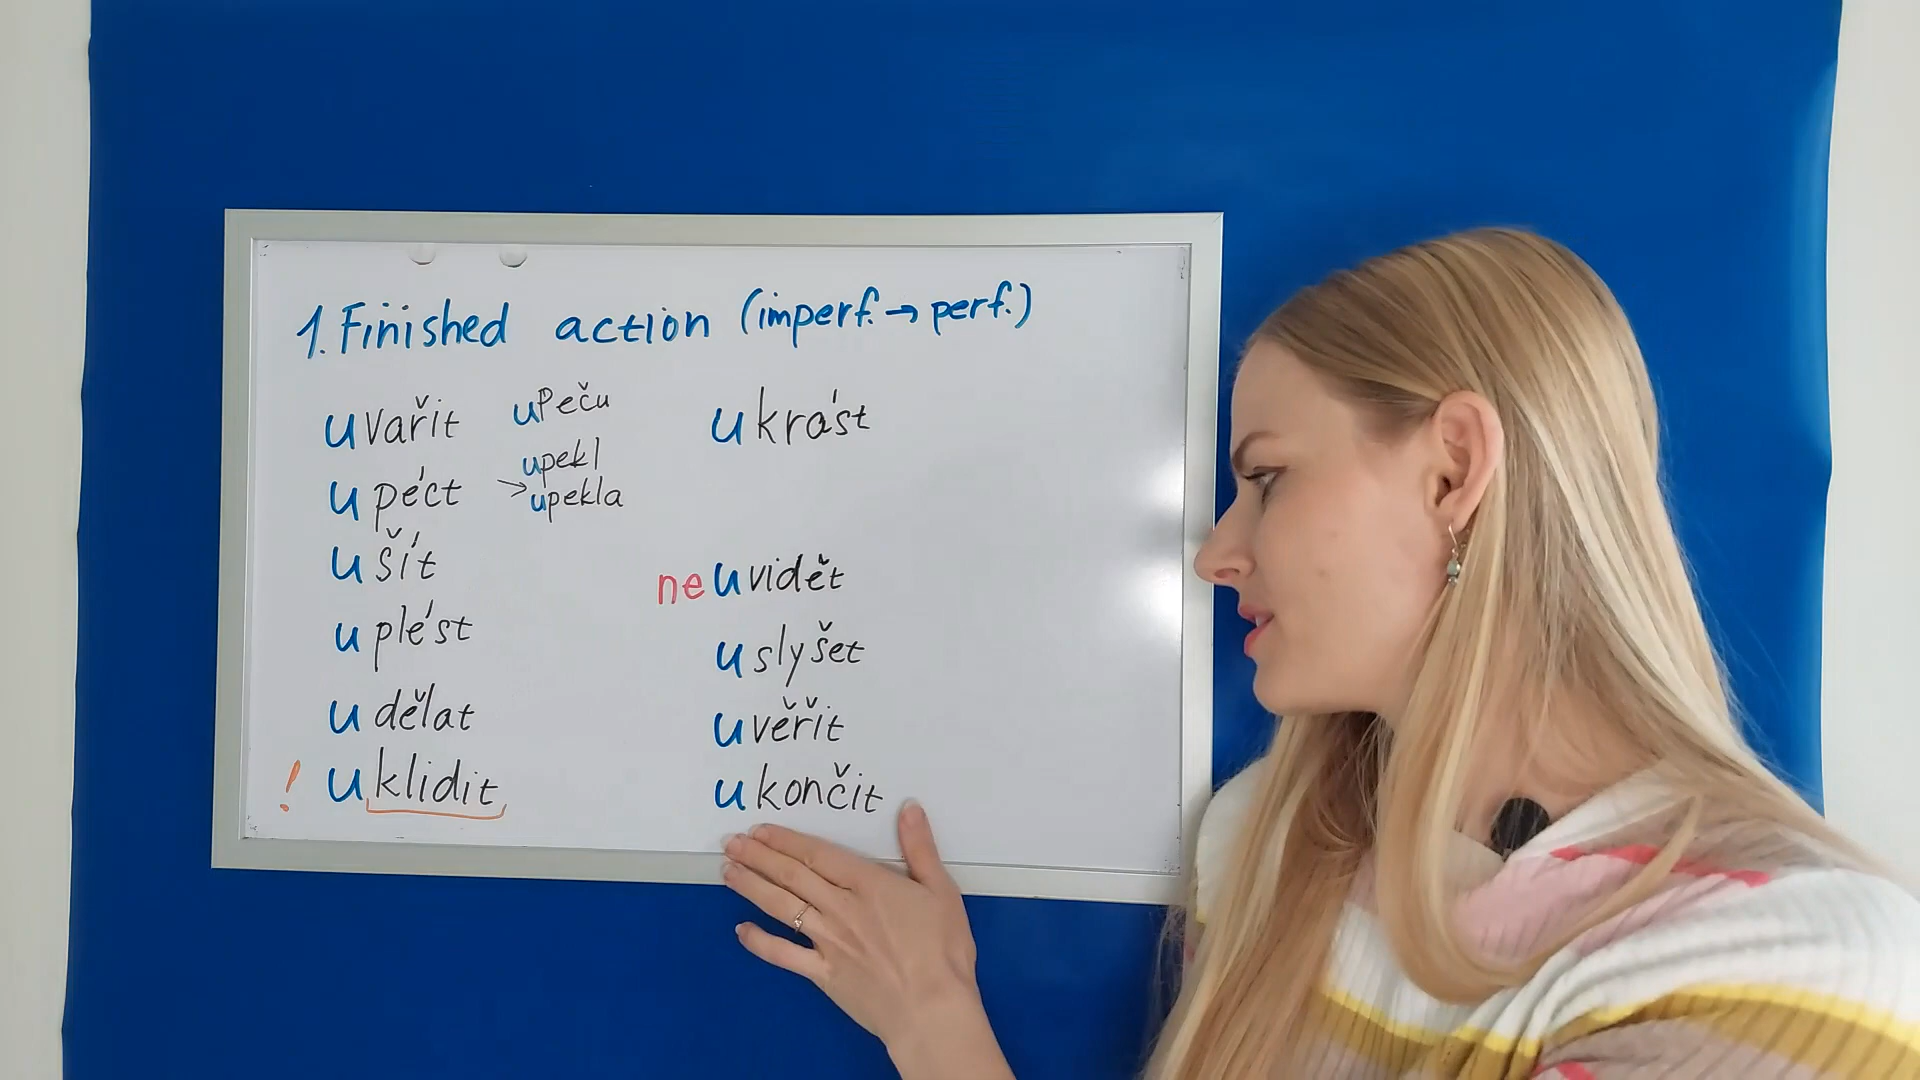 1. Finished action (imperf. → perf.)
uvařit
upeču
upekl
upéct → upekla
ušít
uplést
udělat
! uklidit
ukrást
neuvidět
uslyšet
uvěřit
ukončit